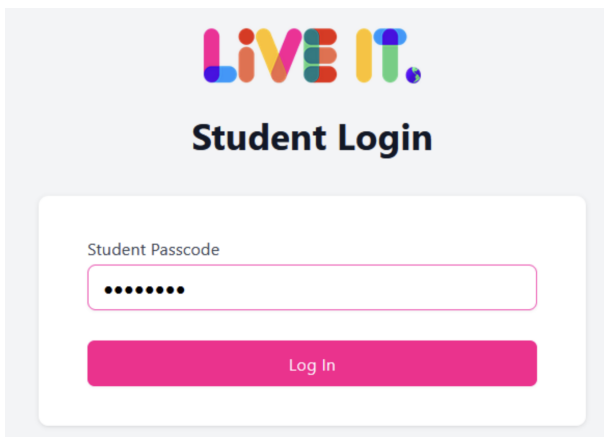 LiVE IT.
Student Login
Student Passcode
••••••••
Log In